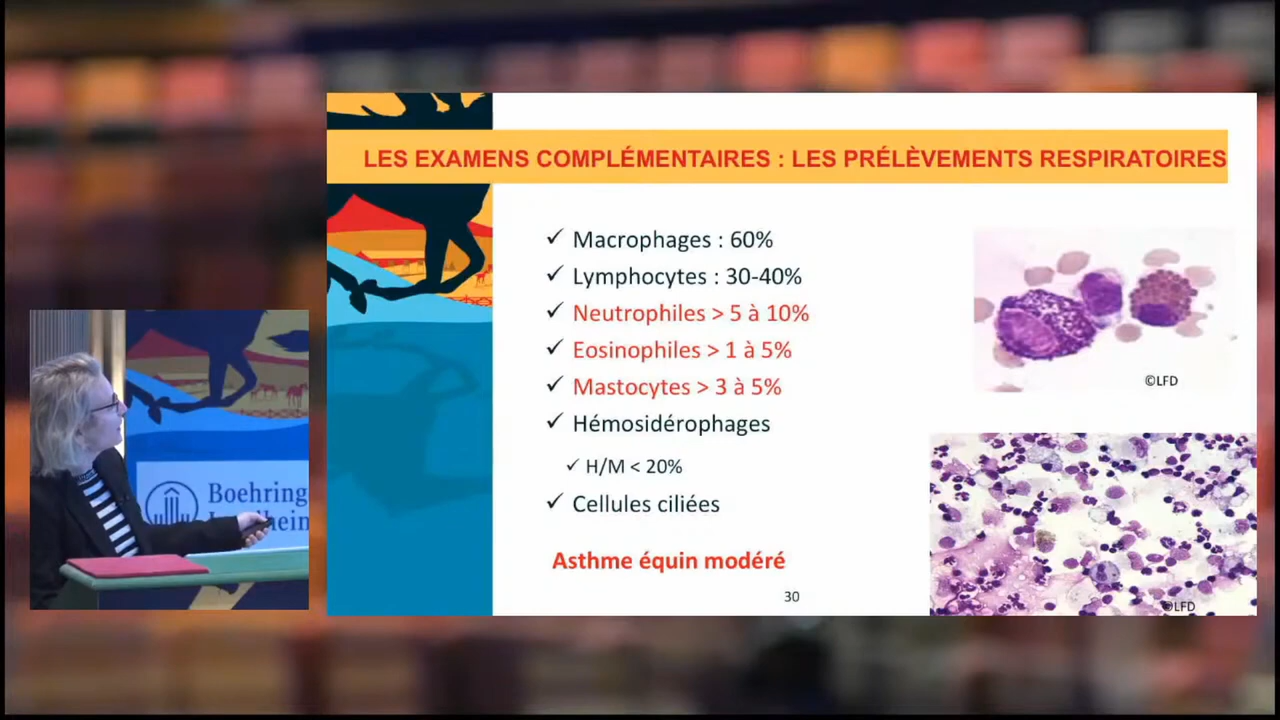 LES EXAMENS COMPLÉMENTAIRES : LES PRÉLÈVEMENTS RESPIRATOIRES
✓ Macrophages : 60%
✓ Lymphocytes : 30-40%
✓ Neutrophiles > 5 à 10%
✓ Eosinophiles > 1 à 5%
✓ Mastocytes > 3 à 5%
✓ Hémosidérophages
✓ H/M < 20%
✓ Cellules ciliées
Asthme équin modéré
30
©LFD
©LFD
Boehring